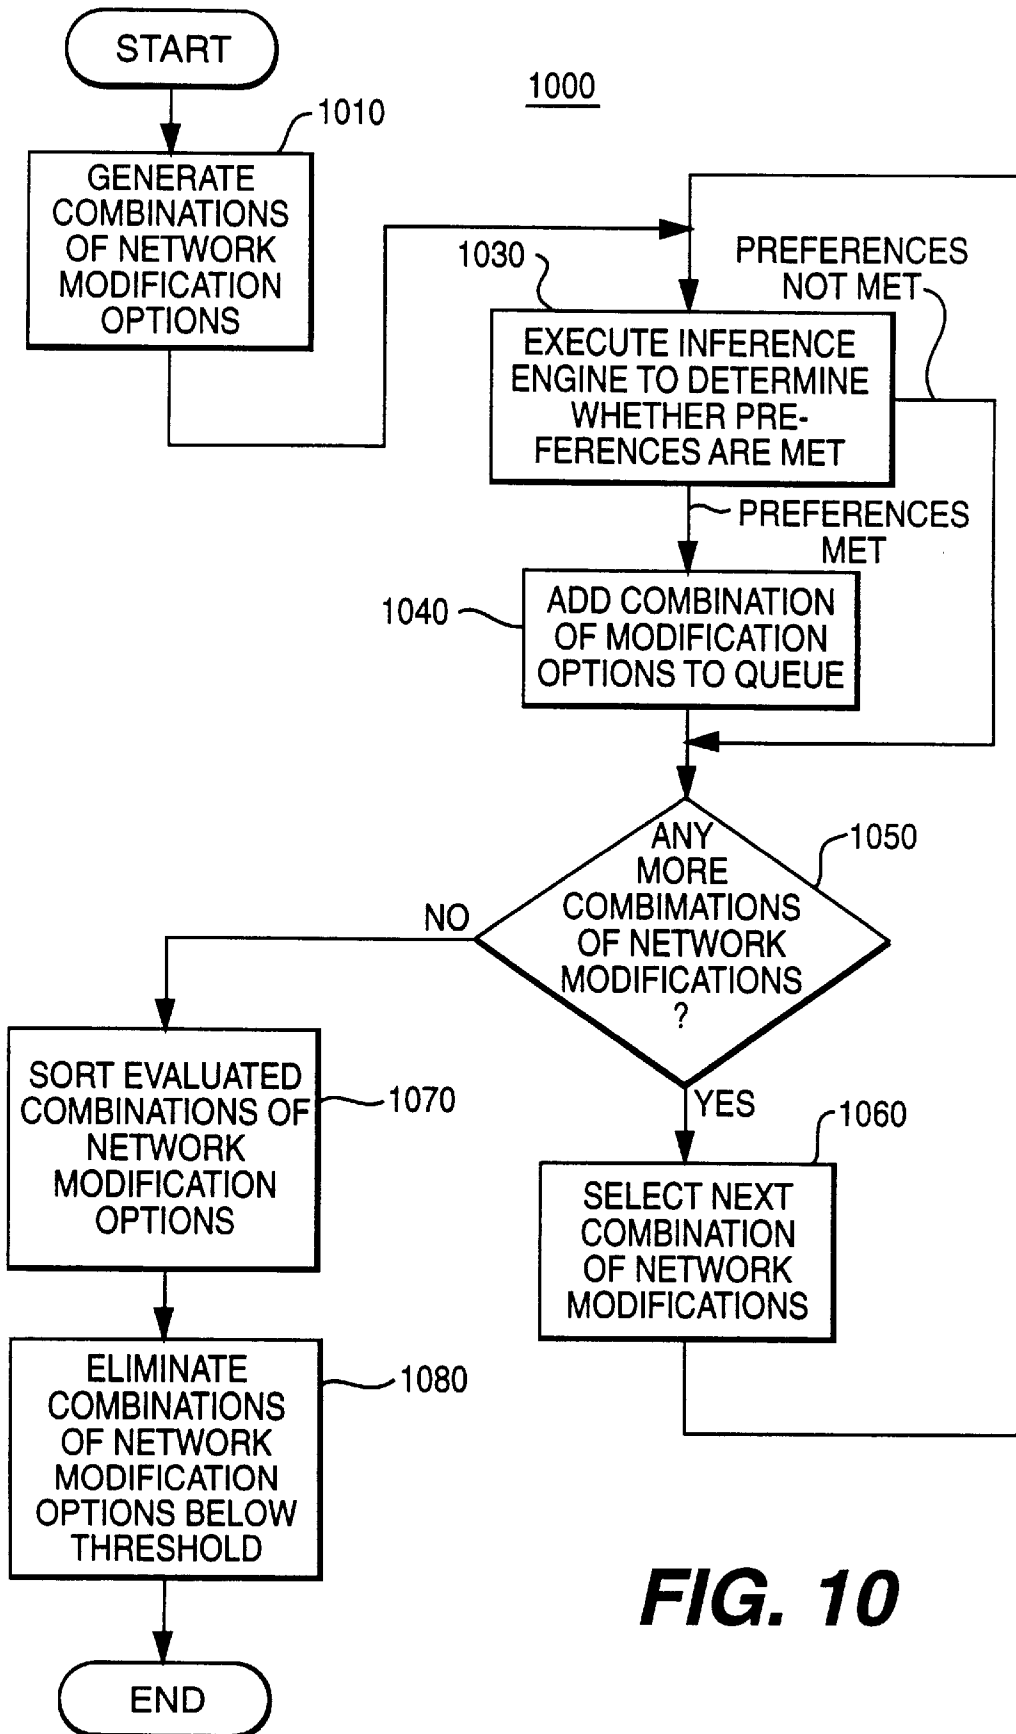 START
1000
1010
GENERATE
COMBINATIONS
OF NETWORK
MODIFICATION
OPTIONS
1030
PREFERENCES
NOT MET
EXECUTE INFERENCE
ENGINE TO DETERMINE
WHETHER PRE-
FERENCES ARE MET
PREFERENCES
MET
1040
ADD COMBINATION
OF MODIFICATION
OPTIONS TO QUEUE
1050
ANY
MORE
COMBIMATIONS
OF NETWORK
MODIFICATIONS
?
NO
YES
1060
SELECT NEXT
COMBINATION
OF NETWORK
MODIFICATIONS
SORT EVALUATED
COMBINATIONS OF
NETWORK
MODIFICATION
OPTIONS
1070
ELIMINATE
COMBINATIONS
OF NETWORK
MODIFICATION
OPTIONS BELOW
THRESHOLD
1080
END
FIG. 10